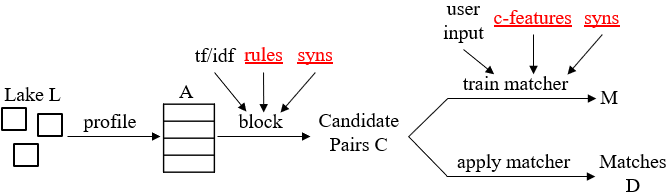 user
input
c-features
syns
tf/idf
rules
syns
Lake L
A
train matcher
M
profile
block
Candidate
Pairs C
apply matcher
Matches
D